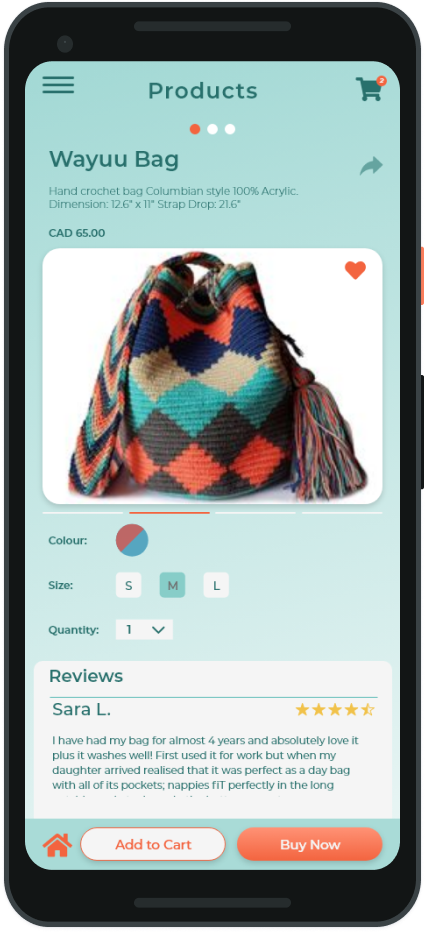 Products
2
Wayuu Bag
Hand crochet bag Columbian style 100% Acrylic.
Dimension: 12.6" x 11" Strap Drop: 21.6"
CAD 65.00
Colour:
Size: S M L
Quantity: 1
Reviews
Sara L.
I have had my bag for almost 4 years and absolutely love it
plus it washes well! First used it for work but when my
daughter arrived realised that it was perfect as a day bag
with all of its pockets; nappies fiT perfectly in the long
Add to Cart Buy Now